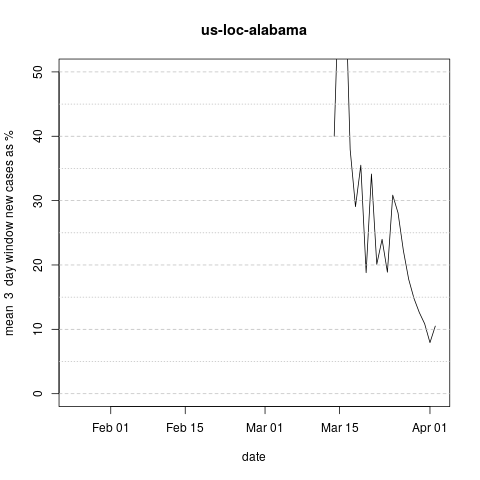 us-loc-alabama
mean  3  day window new cases as %
50
40
30
20
10
0
Feb 01
Feb 15
Mar 01
Mar 15
Apr 01
date